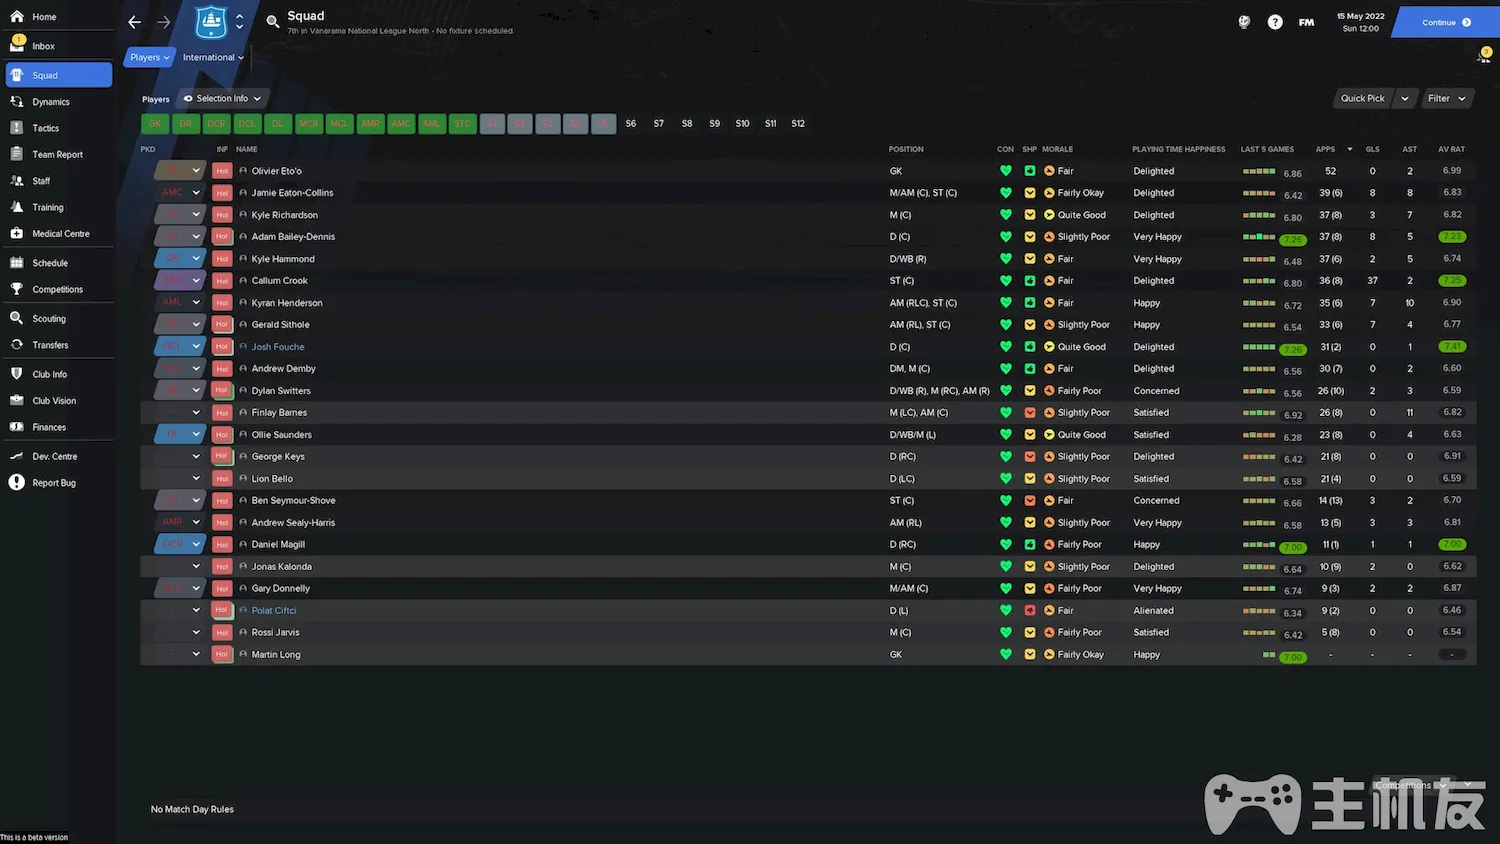 Home
Squad
7th in Vanarama National League North - No fixture scheduled.
FM
15 May 2022
Sun 12:00
Continue
1
Inbox
Players
International
3
Squad
Dynamics
Players
Selection Info
Quick Pick
Filter
Tactics
GK DR DCR DCL DL MCR MCL AMR AMC AML STC S6 S7 S8 S9 S10 S11 S12
Team Report
PKD INF NAME POSITION CON SHP MORALE PLAYING TIME HAPPINESS LAST 5 GAMES APPS GLS AST AV RAT
Staff
Training
Medical Centre
Schedule
Competitions
Scouting
Transfers
Club Info
Club Vision
Finances
Dev. Centre
Report Bug
Hol Olivier Eto'o GK Fair Delighted 6.86 52 0 2 6.99
AMC Hol Jamie Eaton-Collins M/AM (C), ST (C) Fairly Okay Delighted 6.42 39 (6) 8 8 6.83
Hol Kyle Richardson M (C) Quite Good Delighted 6.80 37 (8) 3 7 6.82
Hol Adam Bailey-Dennis D (C) Slightly Poor Very Happy 7.26 37 (8) 8 5 7.23
DR Hol Kyle Hammond D/WB (R) Fair Very Happy 6.48 37 (6) 2 5 6.74
STC Hol Callum Crook ST (C) Fair Delighted 6.80 36 (8) 37 2 7.25
AML Hol Kyran Henderson AM (RLC), ST (C) Fair Happy 6.72 35 (6) 7 10 6.90
Hol Gerald Sithole AM (RL), ST (C) Slightly Poor Happy 6.54 33 (6) 7 4 6.77
DCL Hol Josh Fouche D (C) Quite Good Delighted 7.26 31 (2) 0 1 7.41
Hol Andrew Demby DM, M (C) Fair Delighted 6.56 30 (7) 0 2 6.60
Hol Dylan Switters D/WB (R), M (RC), AM (R) Fairly Poor Concerned 6.56 26 (10) 2 3 6.59
- Hol Finlay Barnes M (LC), AM (C) Slightly Poor Satisfied 6.92 26 (8) 0 11 6.82
DL Hol Ollie Saunders D/WB/M (L) Quite Good Satisfied 6.28 23 (8) 0 4 6.63
- Hol George Keys D (RC) Slightly Poor Delighted 6.42 21 (8) 0 0 6.91
- Hol Lion Bello D (LC) Slightly Poor Satisfied 6.58 21 (4) 0 0 6.59
Hol Ben Seymour-Shove ST (C) Fair Concerned 6.66 14 (13) 3 2 6.70
AMR Hol Andrew Sealy-Harris AM (RL) Slightly Poor Very Happy 6.58 13 (5) 3 3 6.81
DCR Hol Daniel Magill D (RC) Fairly Poor Happy 7.00 11 (1) 1 1 7.00
- Hol Jonas Kalonda M (C) Slightly Poor Delighted 6.64 10 (9) 2 0 6.62
Hol Gary Donnelly M/AM (C) Fairly Poor Very Happy 6.74 9 (3) 2 2 6.87
- Hol Polat Ciftci D (L) Fair Alienated 6.34 9 (2) 0 0 6.46
- Hol Rossi Jarvis M (C) Fairly Poor Satisfied 6.42 5 (8) 0 0 6.54
- Hol Martin Long GK Fairly Okay Happy 7.00 - - - -
Competitions
No Match Day Rules
主机友
This is a beta version